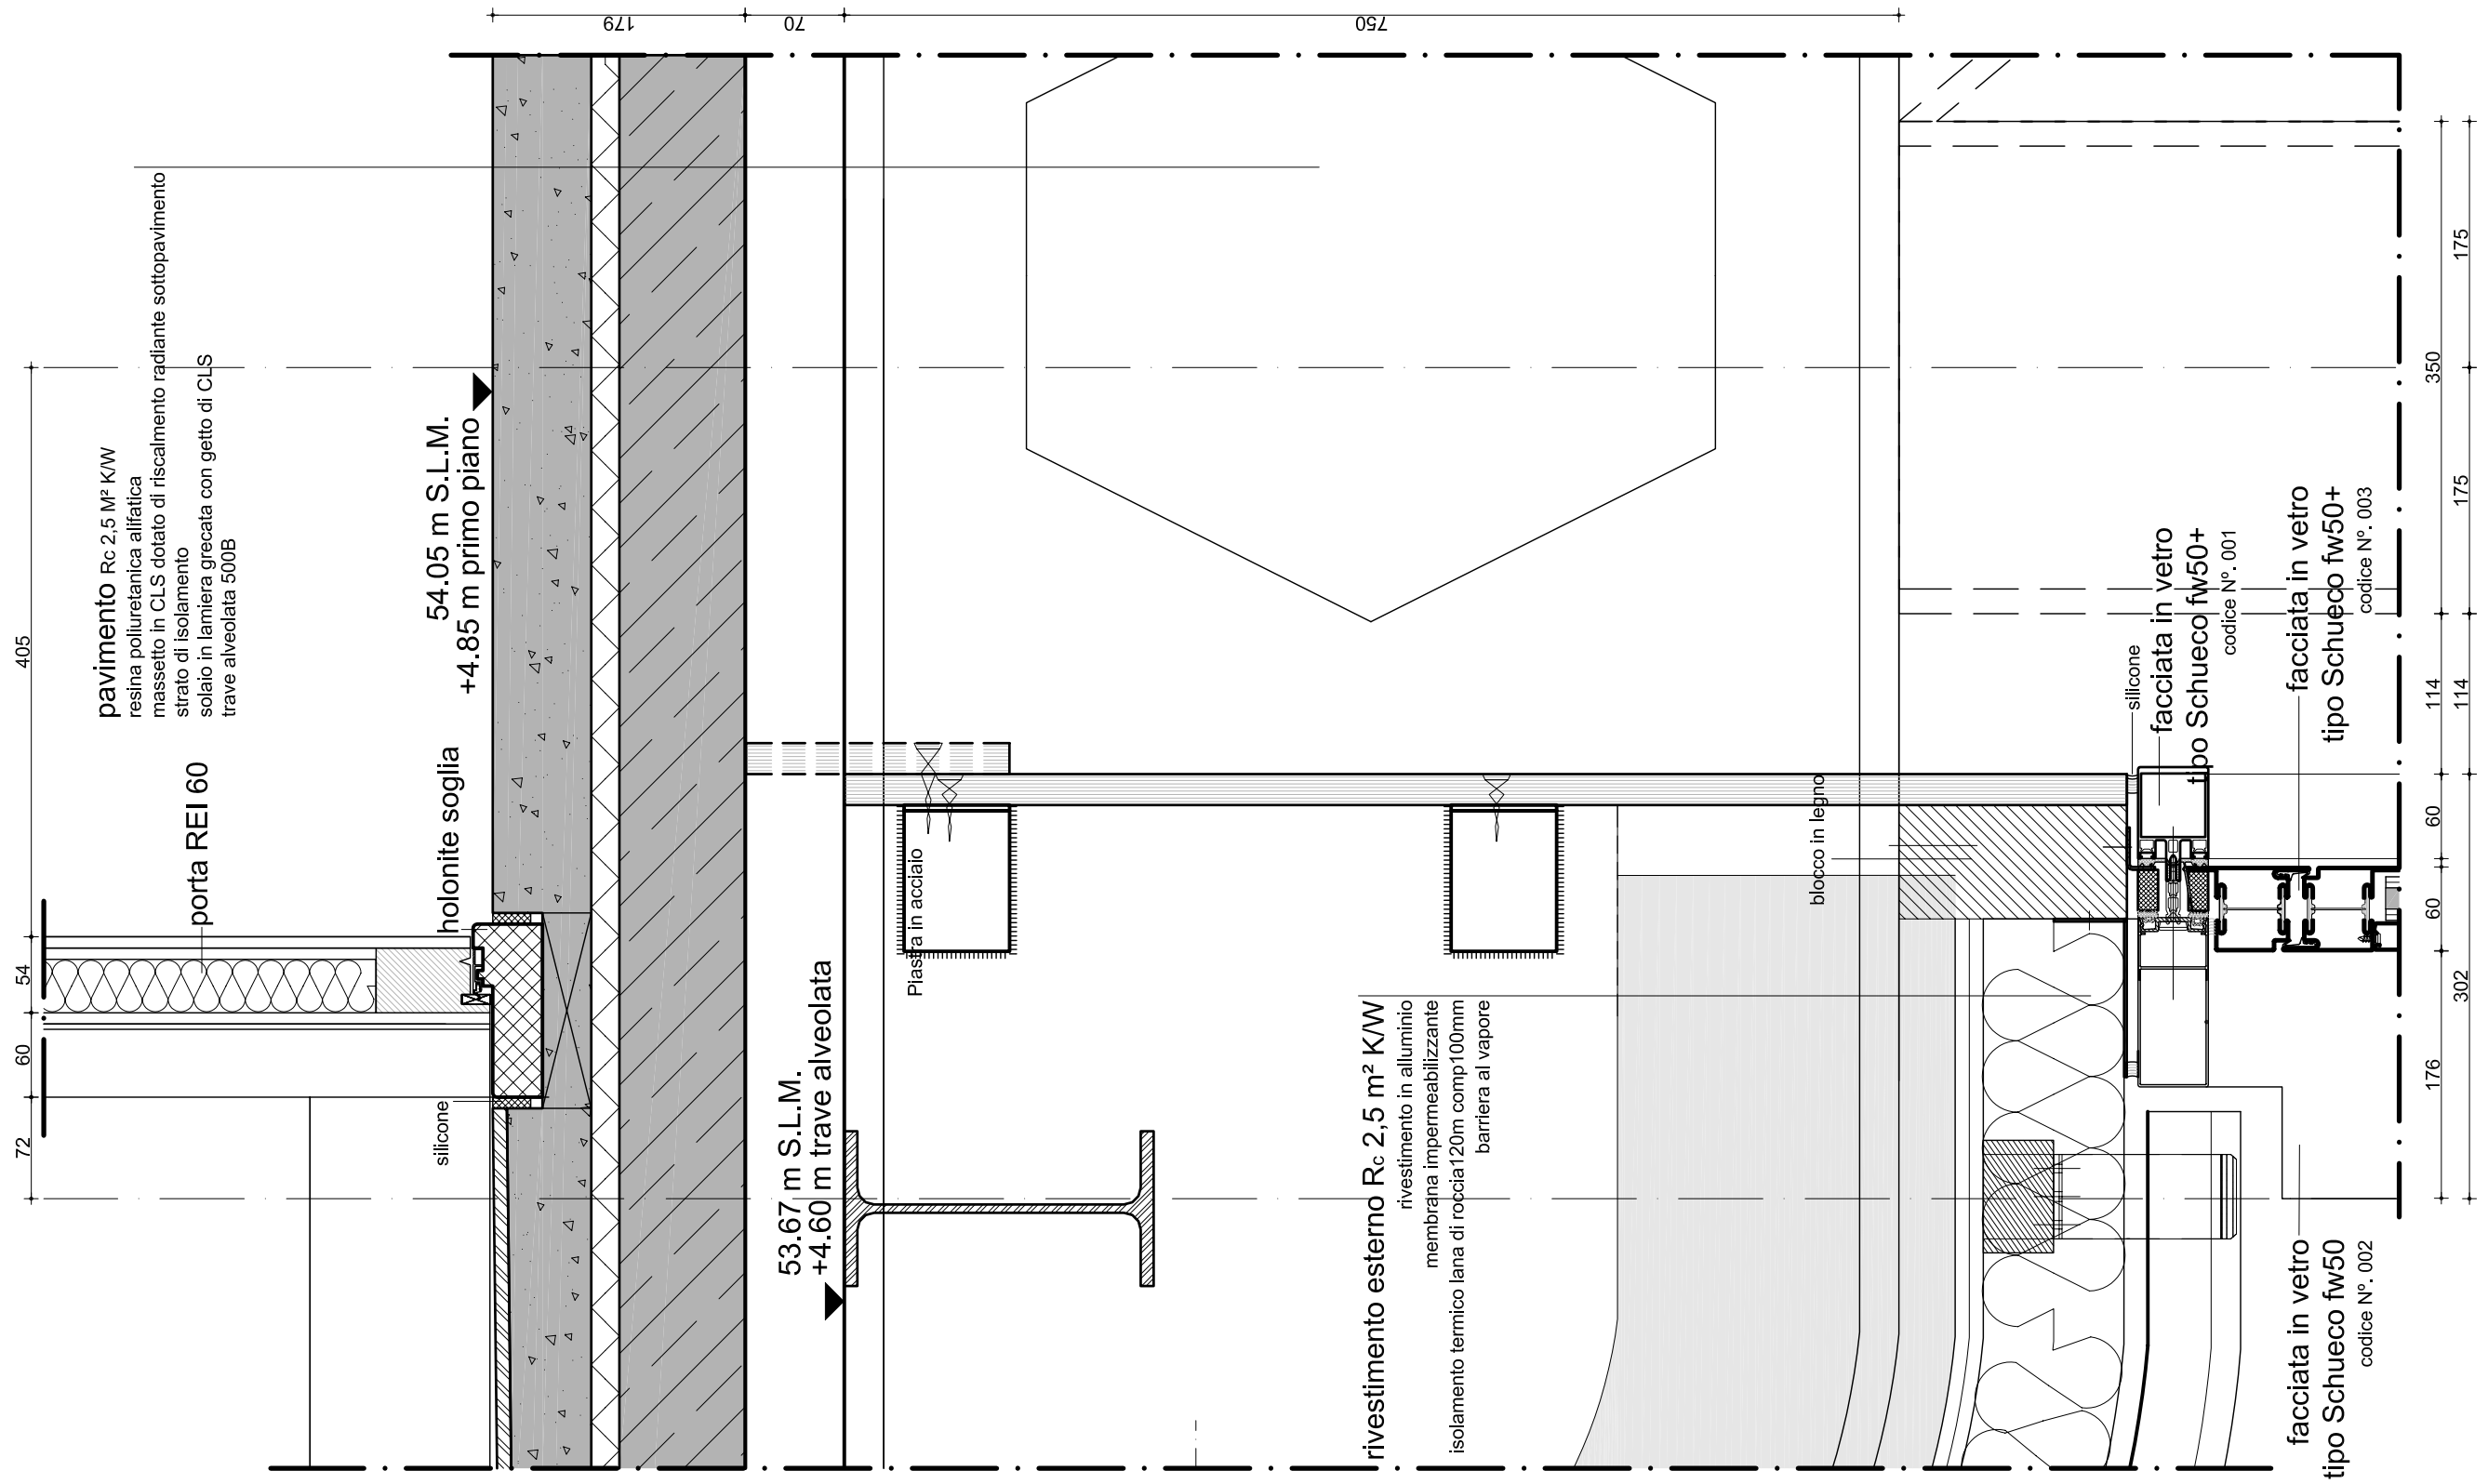 pavimento Rc 2,5 M² K/W
resina poliuretanica alifatica
massetto in CLS dotato di riscalmento radiante sottopavimento
strato di isolamento
solaio in lamiera grecata con getto di CLS
trave alveolata 500B
porta REI 60
holonite soglia
silicone
54.05 m S.L.M.
+4.85 m primo piano
53.67 m S.L.M.
+4.60 m trave alveolata
Piastra in acciaio
rivestimento esterno Rc 2,5 m² K/W
rivestimento in alluminio
membrana impermeabilizzante
isolamento termico lana di roccia120m comp100mm
barriera al vapore
blocco in legno
silicone
facciata in vetro
tipo Schueco fw50+
codice Nº. 001
facciata in vetro
tipo Schueco fw50+
codice Nº. 003
facciata in vetro
tipo Schueco fw50
codice Nº. 002
72
60
54
405
179
70
750
176
60
60
114
350
302
114
175
175